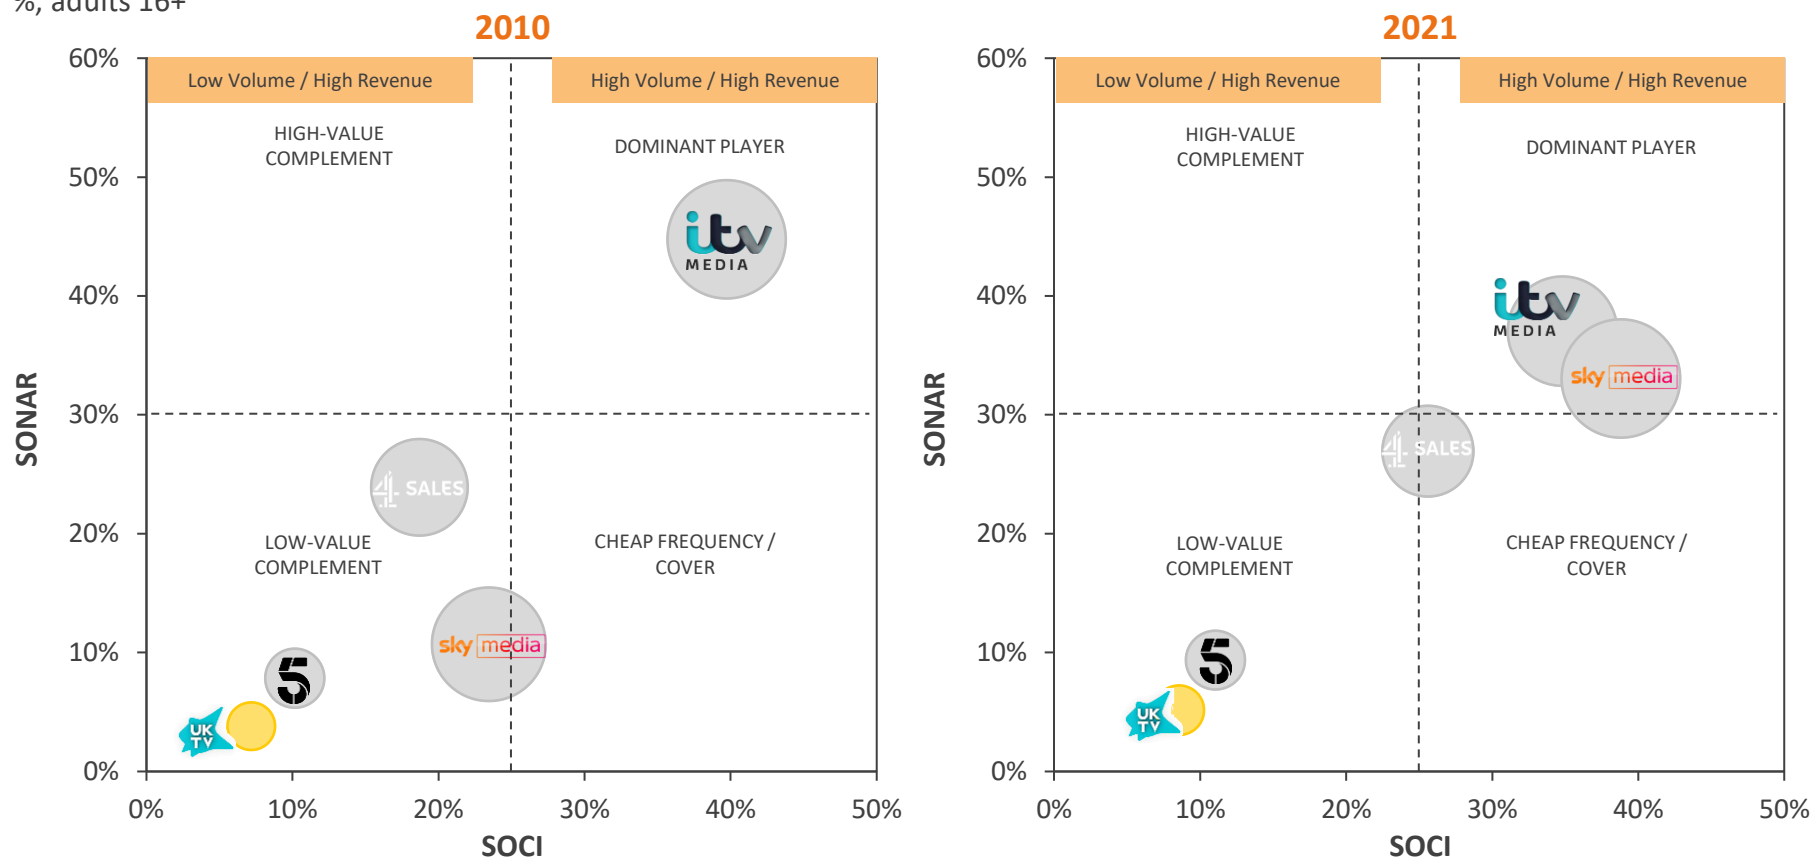 %, adults 16+
2010
60%
50%
40%
30%
20%
10%
0%
SONAR
Low Volume / High Revenue
High Volume / High Revenue
HIGH-VALUE
COMPLEMENT
DOMINANT PLAYER
itv
MEDIA
4 SALES
LOW-VALUE
COMPLEMENT
CHEAP FREQUENCY /
COVER
sky media
5
UK
TV
0%
10%
20%
30%
40%
50%
SOCI
2021
60%
50%
40%
30%
20%
10%
0%
SONAR
Low Volume / High Revenue
High Volume / High Revenue
HIGH-VALUE
COMPLEMENT
DOMINANT PLAYER
itv
MEDIA
sky media
4 SALES
LOW-VALUE
COMPLEMENT
CHEAP FREQUENCY /
COVER
5
UK
TV
0%
10%
20%
30%
40%
50%
SOCI